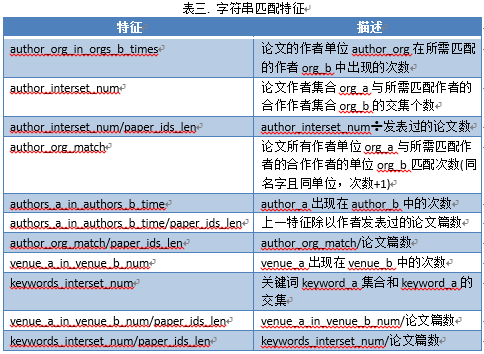 表三. 字符串匹配特征
特征 描述
author_org_in_orgs_b_times 论文的作者单位 author_org 在所需匹配
的作者 org_b 中出现的次数
author_interset_num 论文作者集合 org_a 与所需匹配作者的
合作作者集合 org_b 的交集个数
author_interset_num/paper_ids_len author_interset_num÷发表过的论文数
author_org_match 论文所有作者单位 org_a 与所需匹配作
者的合作作者的单位 org_b 匹配次数(同
名字且同单位，次数+1)
authors_a_in_authors_b_time author_a 出现在 author_b 中的次数
authors_a_in_authors_b_time/paper_ids_len 上一特征除以作者发表过的论文篇数
author_org_match/paper_ids_len author_org_match/论文篇数
venue_a_in_venue_b_num venue_a 出现在 venue_b 中的次数
keywords_interset_num 关键词 keyword_a 集合和 keyword_a 的
交集
venue_a_in_venue_b_num/paper_ids_len venue_a_in_venue_b_num/论文篇数
keywords_interset_num/paper_ids_len keywords_interset_num/论文篇数